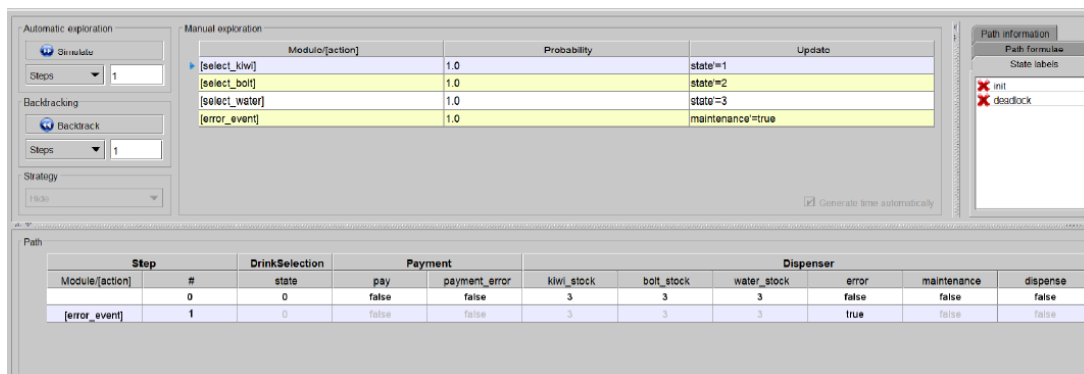 Automatic exploration
Simulate
Steps 1
Backtracking
Backtrack
Steps 1
Strategy
Hide
Manual exploration
Module/[action] Probability Update
[select_kiwi] 1.0 state'=1
[select_bolt] 1.0 state'=2
[select_water] 1.0 state'=3
[error_event] 1.0 maintenance'=true
Generate time automatically
Path information
Path formulae
State labels
init
deadlock
Path
Step DrinkSelection Payment Dispenser
Module/[action] # state pay payment_error kiwi_stock bolt_stock water_stock error maintenance dispense
0 0 false false 3 3 3 false false false
[error_event] 1 0 false false 3 3 3 true false false